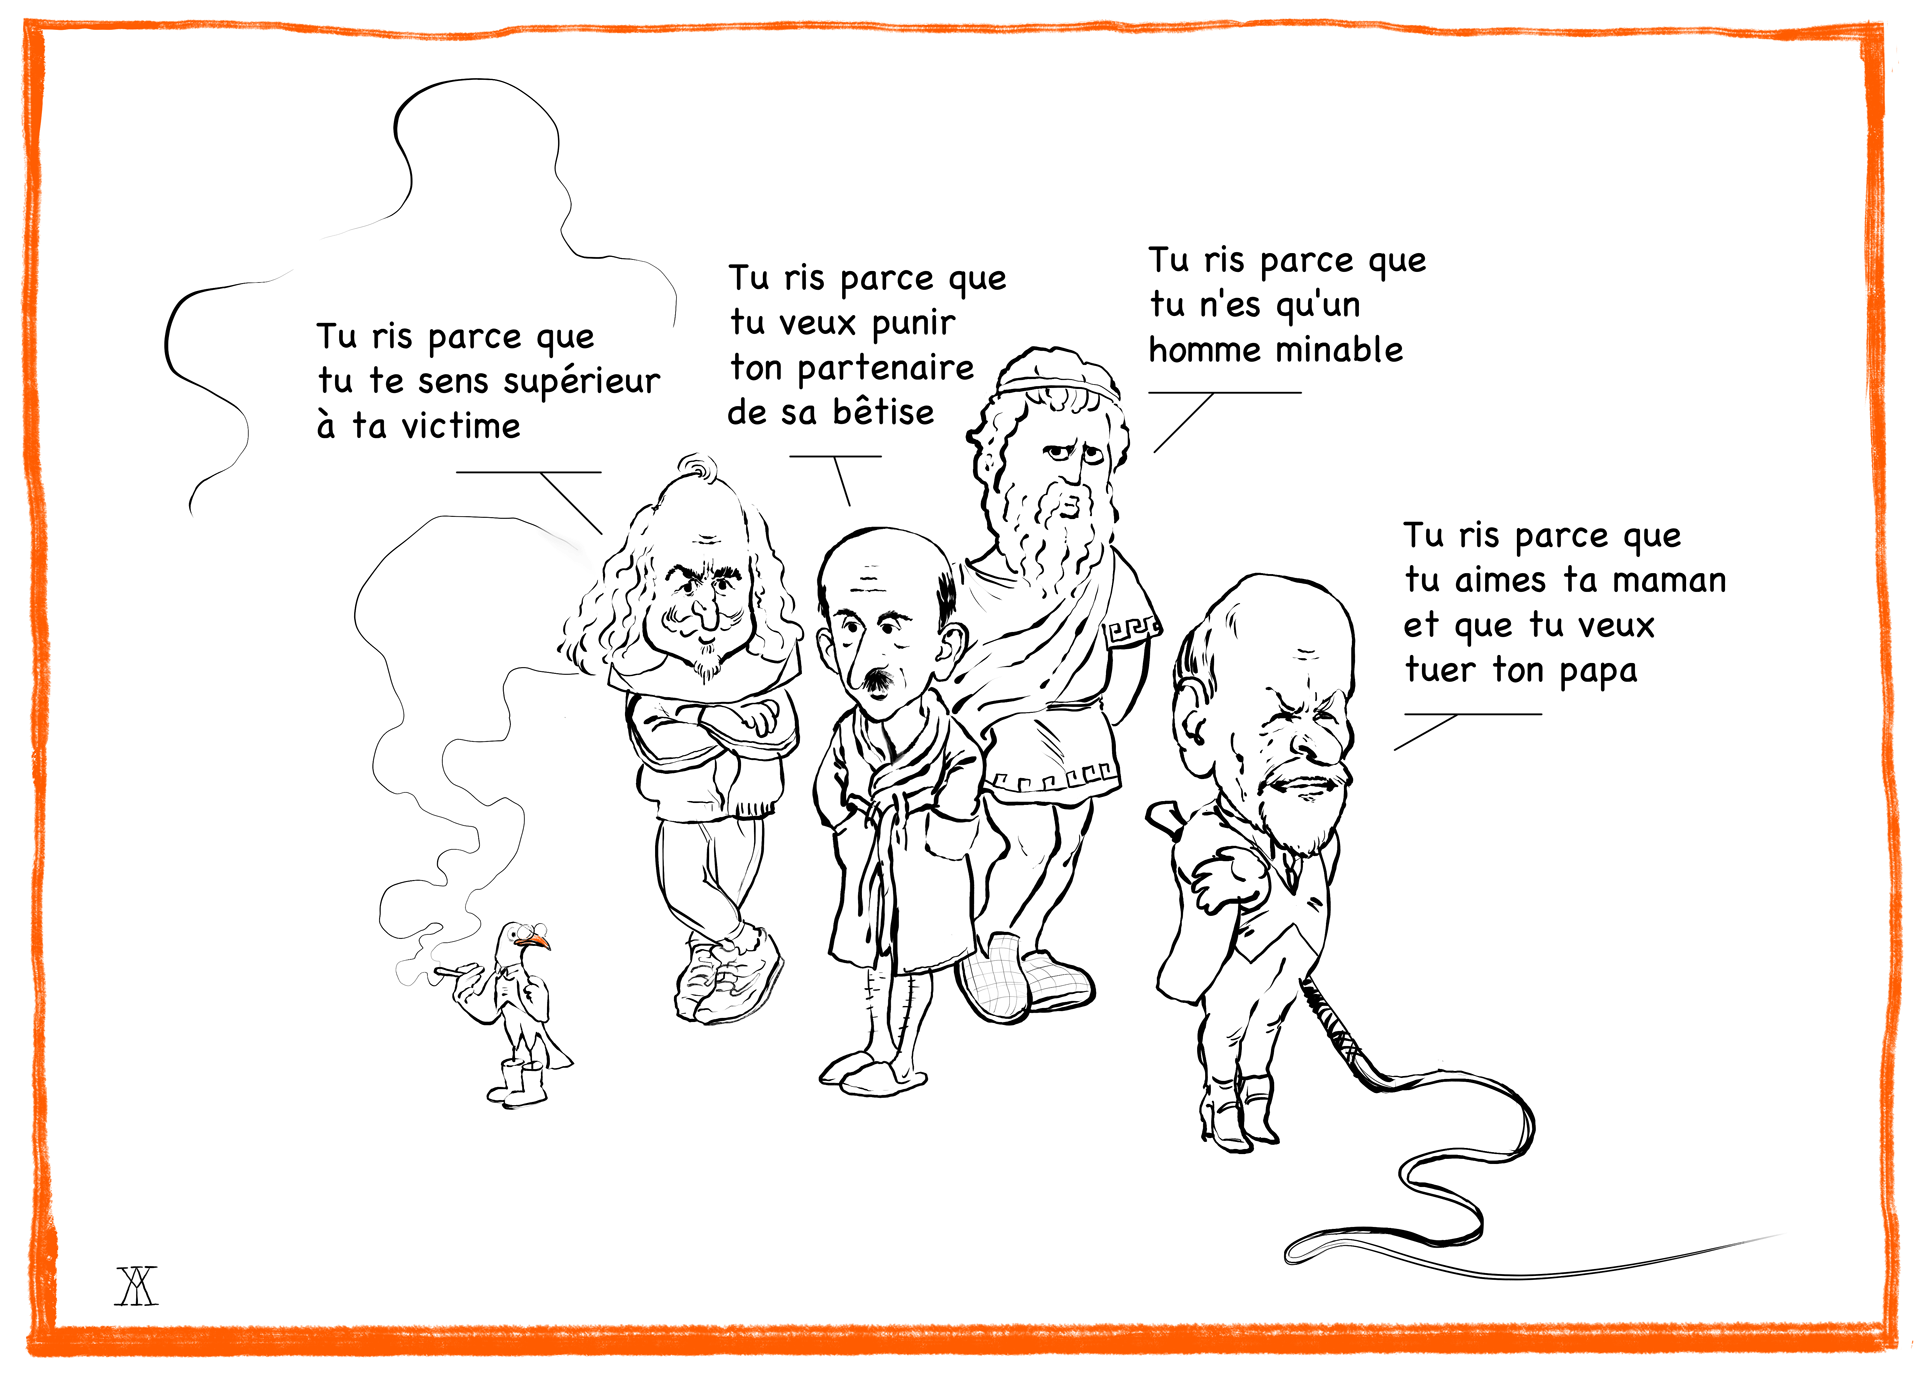 Tu ris parce que
tu te sens supérieur
à ta victime
Tu ris parce que
tu veux punir
ton partenaire
de sa bêtise
Tu ris parce que
tu n'es qu'un
homme minable
Tu ris parce que
tu aimes ta maman
et que tu veux
tuer ton papa